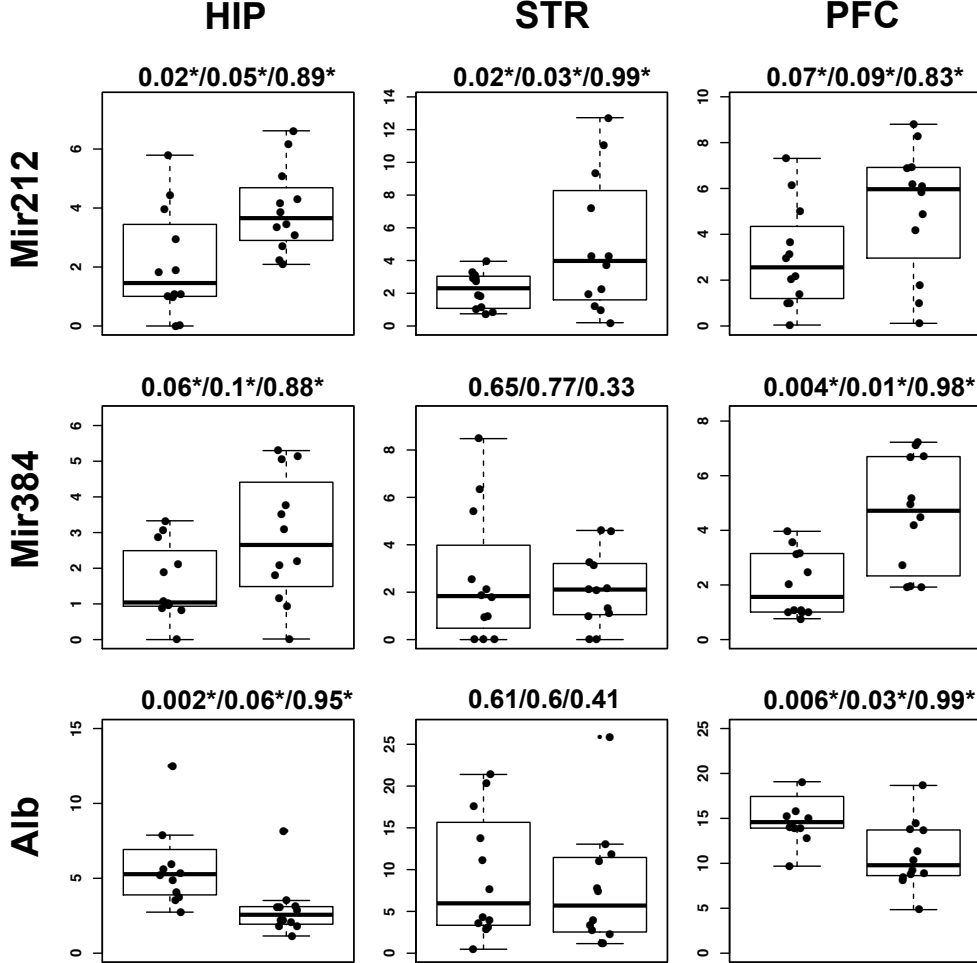 HIP STR PFC
0.02*/0.05*/0.89* 0.02*/0.03*/0.99* 0.07*/0.09*/0.83*
Mir212
0 2 4 6
0 2 4 6 8 10 12 14
0 2 4 6 8 10
0.06*/0.1*/0.88* 0.65/0.77/0.33 0.004*/0.01*/0.98*
Mir384
0 1 2 3 4 5 6
0 2 4 6 8
0 2 4 6 8
0.002*/0.06*/0.95* 0.61/0.6/0.41 0.006*/0.03*/0.99*
Alb
0 5 10 15
0 5 10 15 20 25
0 5 10 15 20 25